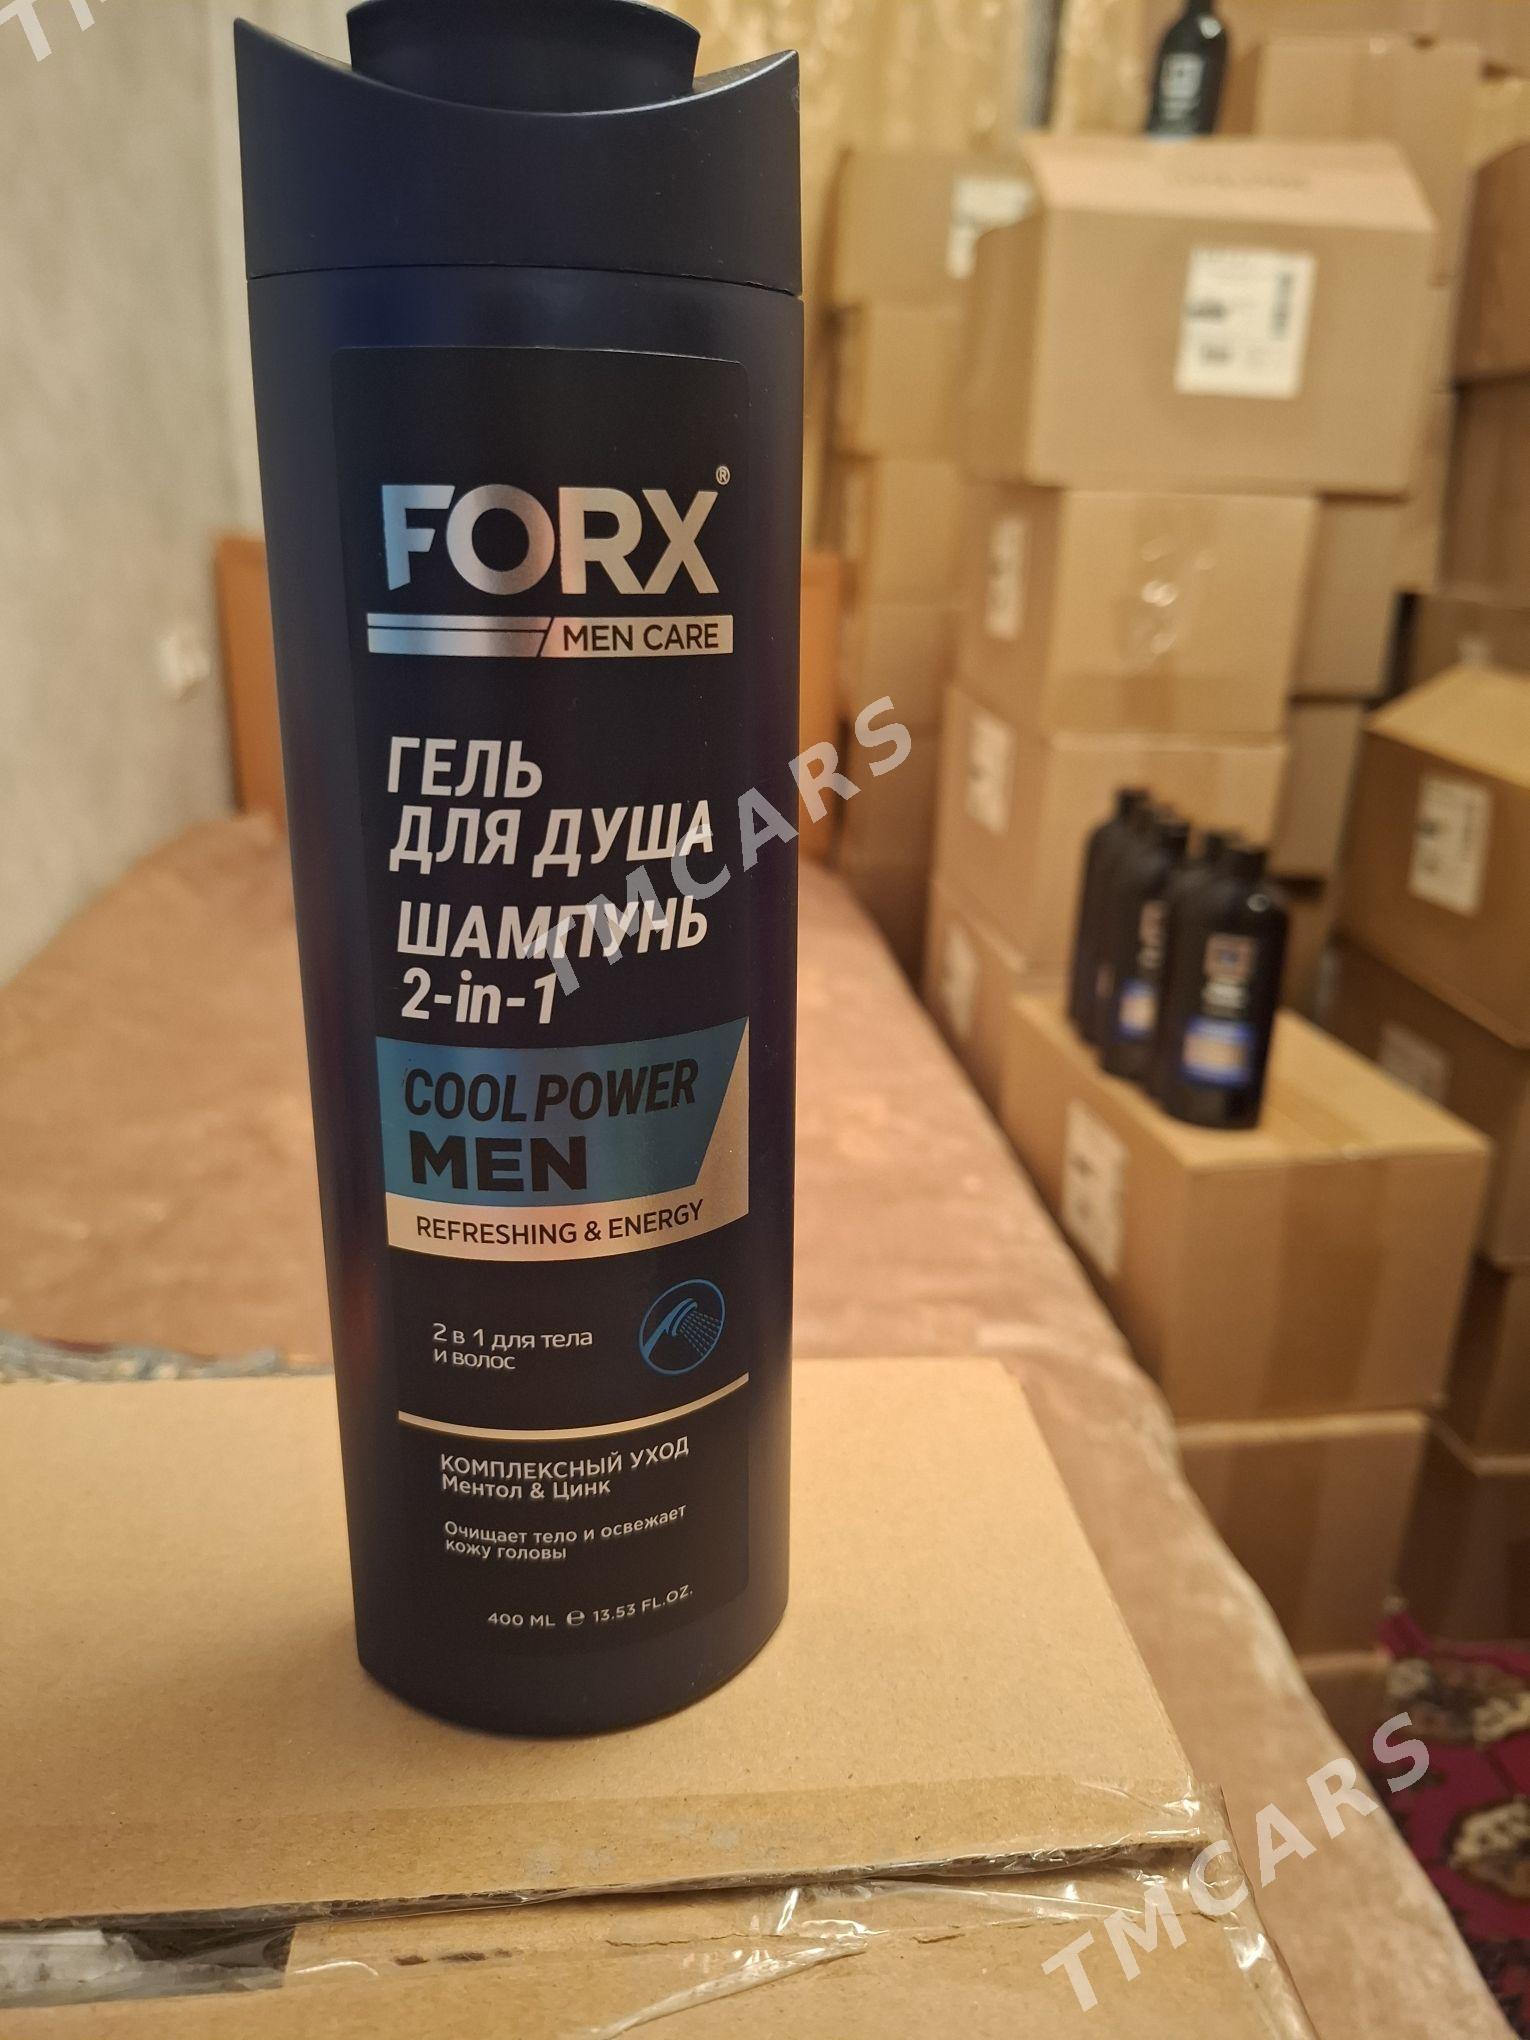 FORX®
MEN CARE
ГЕЛЬ
ДЛЯ ДУША
ШАМПУНЬ
2-in-1
COOL POWER
MEN
REFRESHING & ENERGY
2 в 1 для тела
и волос
КОМПЛЕКСНЫЙ УХОД
Ментол & Цинк
Очищает тело и освежает
кожу головы
400 ML ℮ 13.53 FL.OZ.
TMCARS
TMCARS